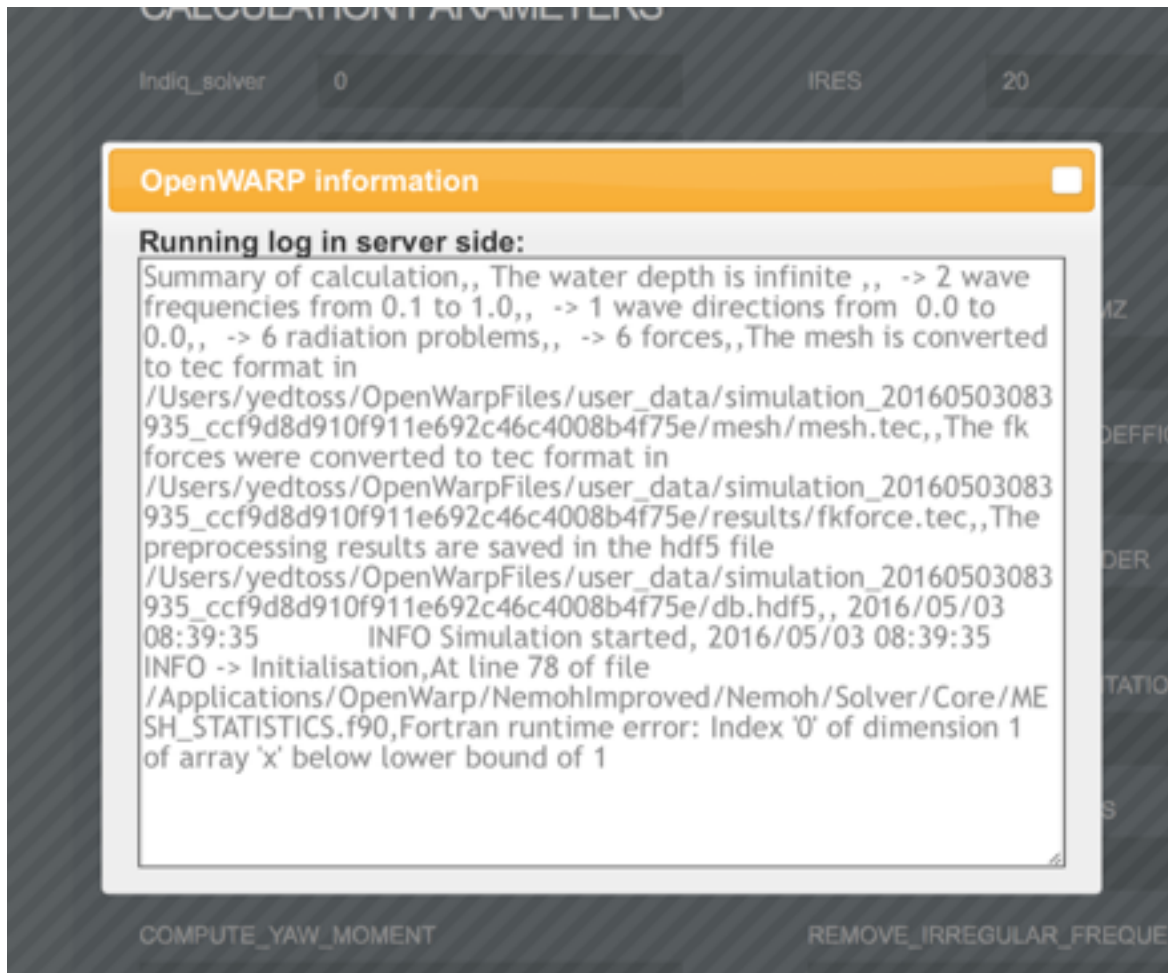 CALCULATION PARAMETERS
Indiq_solver 0 IRES 20
OpenWARP information
Running log in server side:
Summary of calculation,, The water depth is infinite ,, -> 2 wave
frequencies from 0.1 to 1.0,, -> 1 wave directions from 0.0 to
0.0,, -> 6 radiation problems,, -> 6 forces,,The mesh is converted
to tec format in
/Users/yedtoss/OpenWarpFiles/user_data/simulation_20160503083
935_ccf9d8d910f911e692c46c4008b4f75e/mesh/mesh.tec,,The fk
forces were converted to tec format in
/Users/yedtoss/OpenWarpFiles/user_data/simulation_20160503083
935_ccf9d8d910f911e692c46c4008b4f75e/results/fkforce.tec,,The
preprocessing results are saved in the hdf5 file
/Users/yedtoss/OpenWarpFiles/user_data/simulation_20160503083
935_ccf9d8d910f911e692c46c4008b4f75e/db.hdf5,, 2016/05/03
08:39:35 INFO Simulation started, 2016/05/03 08:39:35
INFO -> Initialisation,At line 78 of file
/Applications/OpenWarp/NemohImproved/Nemoh/Solver/Core/ME
SH_STATISTICS.f90,Fortran runtime error: Index '0' of dimension 1
of array 'x' below lower bound of 1
MZ
OEFFIC
DER
TATIO
S
COMPUTE_YAW_MOMENT REMOVE_IRREGULAR_FREQUE